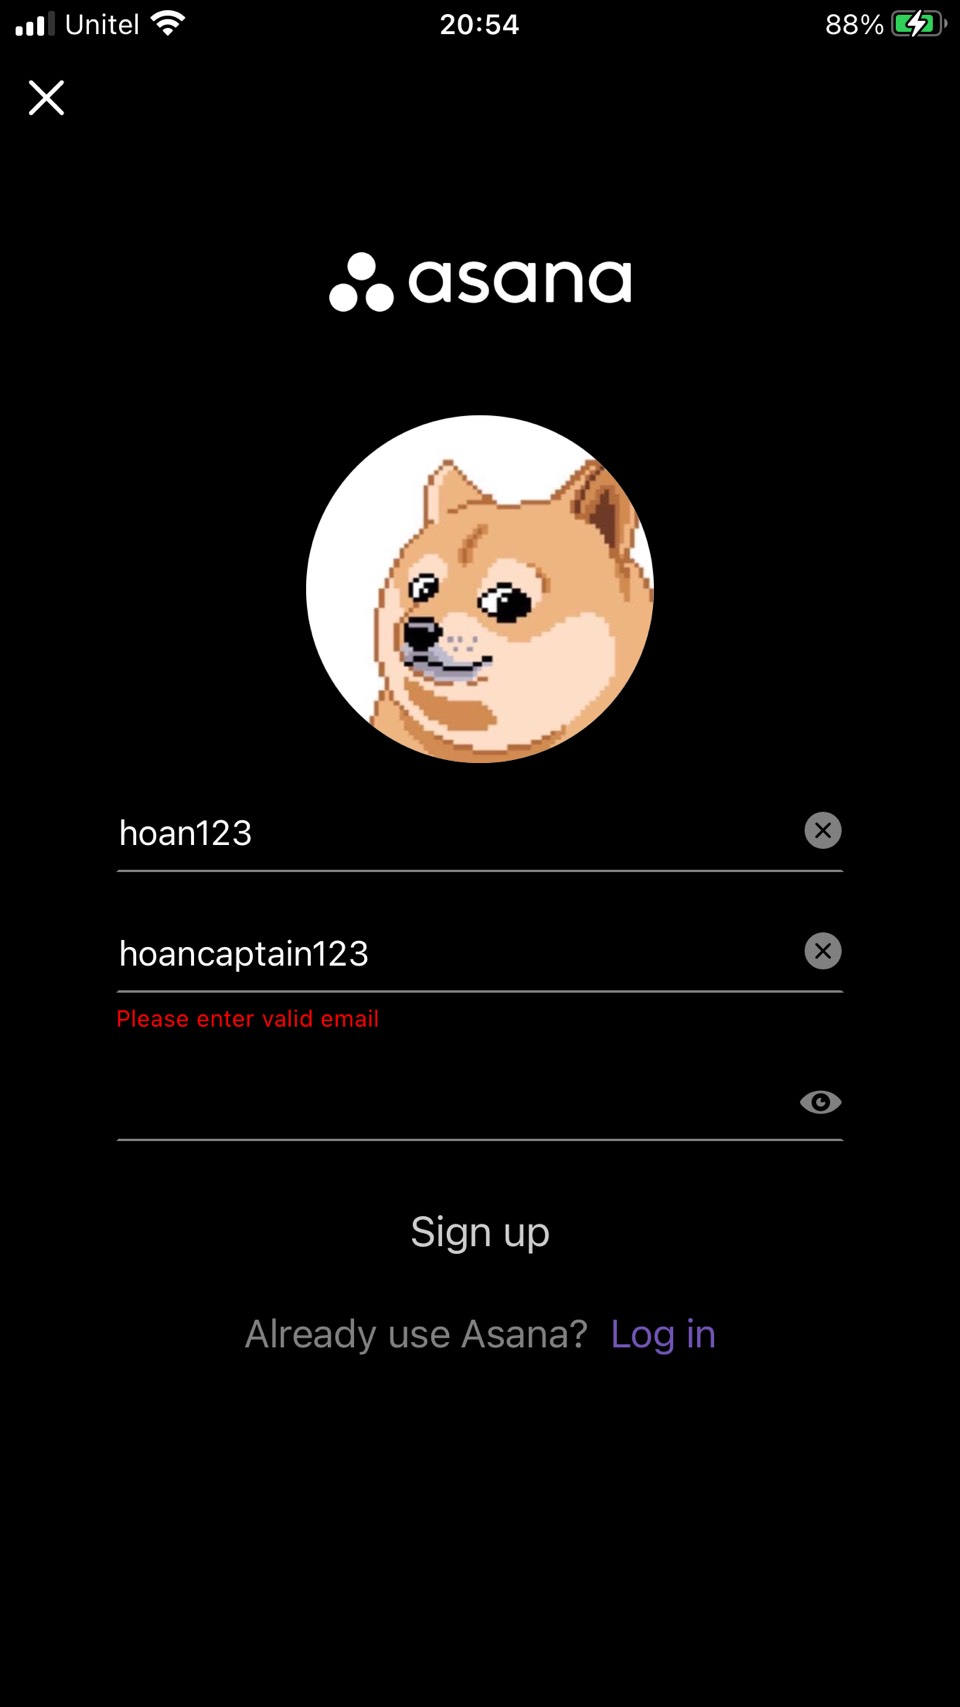 Unitel 20:54 88%
asana
hoan123
hoancaptain123
Please enter valid email
Sign up
Already use Asana? Log in